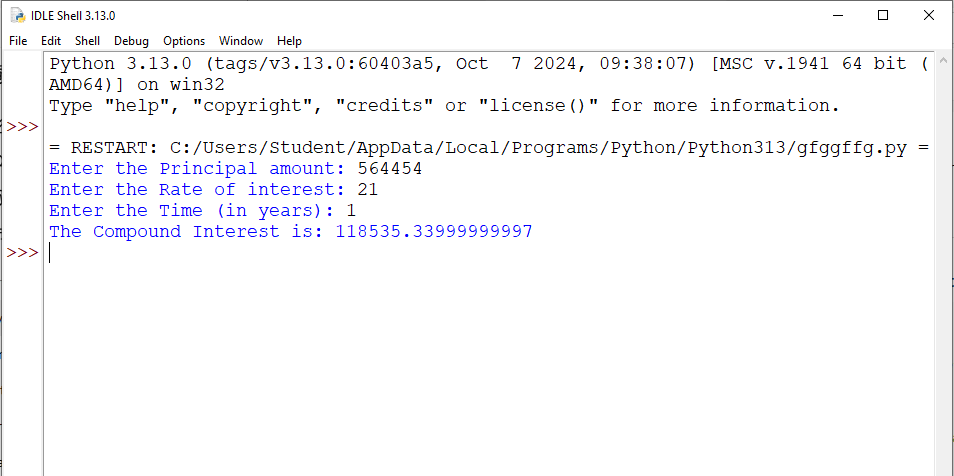 IDLE Shell 3.13.0
File Edit Shell Debug Options Window Help
Python 3.13.0 (tags/v3.13.0:60403a5, Oct  7 2024, 09:38:07) [MSC v.1941 64 bit (
AMD64)] on win32
Type "help", "copyright", "credits" or "license()" for more information.
>>>
= RESTART: C:/Users/Student/AppData/Local/Programs/Python/Python313/gfggffg.py =
Enter the Principal amount: 564454
Enter the Rate of interest: 21
Enter the Time (in years): 1
The Compound Interest is: 118535.33999999997
>>>